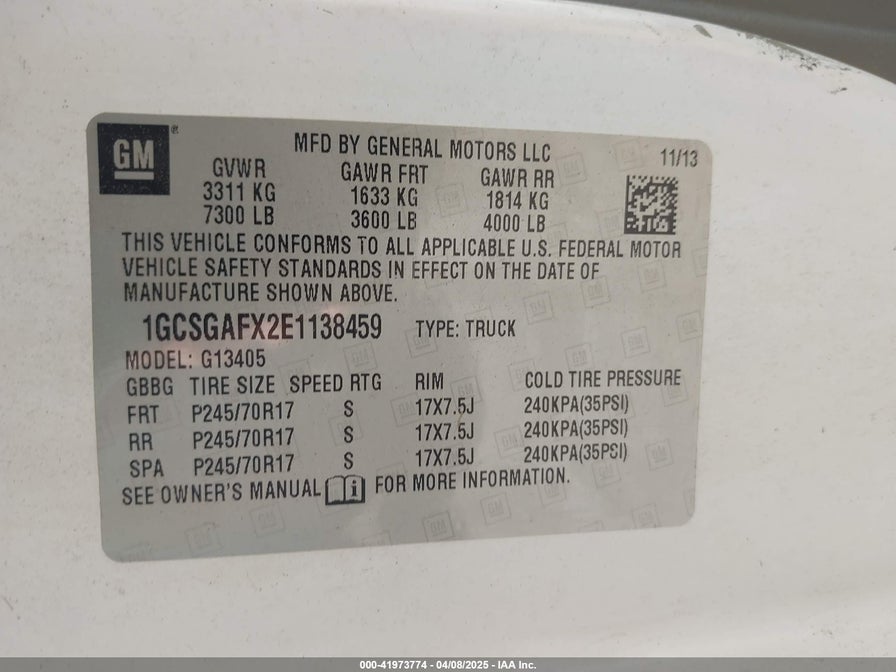 GM®
MFD BY GENERAL MOTORS LLC 11/13
GVWR GAWR FRT GAWR RR
3311 KG 1633 KG 1814 KG
7300 LB 3600 LB 4000 LB
THIS VEHICLE CONFORMS TO ALL APPLICABLE U.S. FEDERAL MOTOR
VEHICLE SAFETY STANDARDS IN EFFECT ON THE DATE OF
MANUFACTURE SHOWN ABOVE.
1GCSGAFX2E1138459 TYPE: TRUCK
MODEL: G13405
GBBG TIRE SIZE SPEED RTG RIM COLD TIRE PRESSURE
FRT P245/70R17 S 17X7.5J 240KPA(35PSI)
RR P245/70R17 S 17X7.5J 240KPA(35PSI)
SPA P245/70R17 S 17X7.5J 240KPA(35PSI)
SEE OWNER'S MANUAL i FOR MORE INFORMATION.
000-41973774 - 04/08/2025 - IAA Inc.